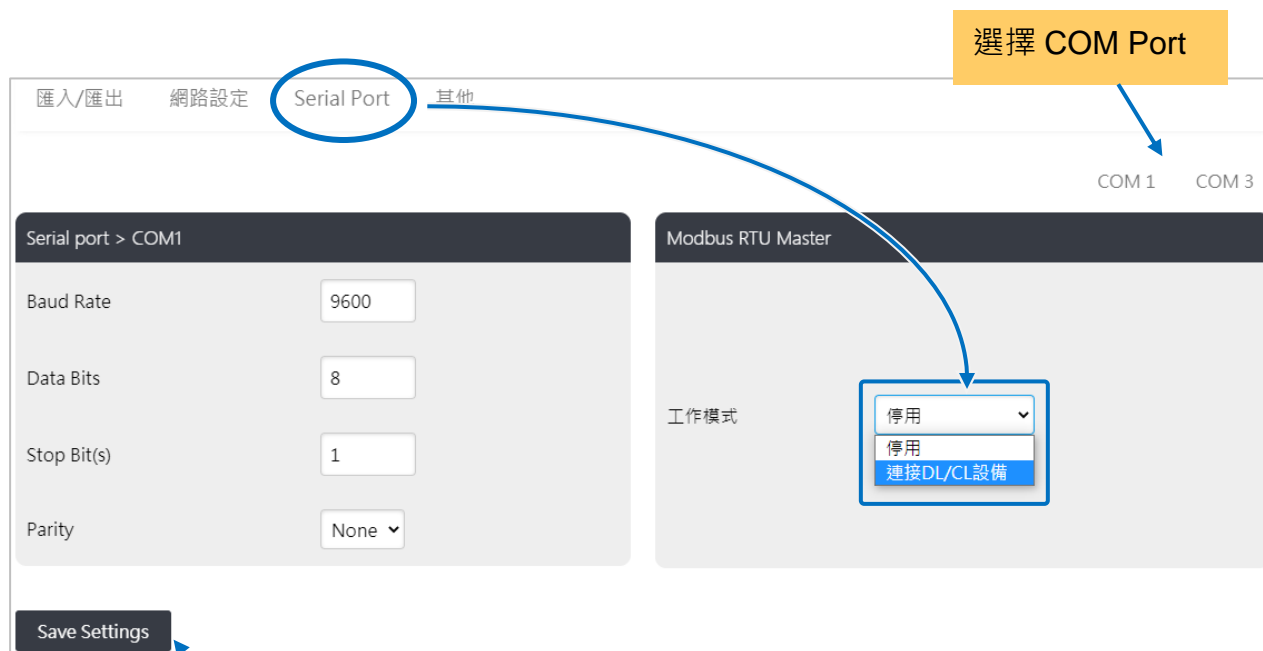 選擇 COM Port
匯入/匯出 網路設定 Serial Port 其他
COM 1 COM 3
Serial port > COM1
Baud Rate 9600
Data Bits 8
Stop Bit(s) 1
Parity None
Modbus RTU Master
工作模式 停用
停用
連接DL/CL設備
Save Settings